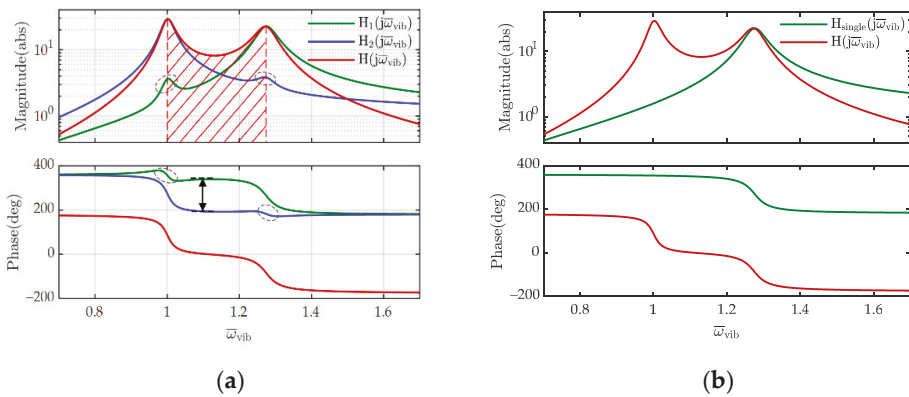 H₁(jω̅vib)
H₂(jω̅vib)
H(jω̅vib)
Magnitude(abs)
10¹
10⁰
Phase(deg)
400
200
0
−200
0.8
1
1.2
1.4
1.6
ω̅vib
(a)
Hsingle(jω̅vib)
H(jω̅vib)
Magnitude(abs)
10¹
10⁰
Phase(deg)
400
200
0
−200
0.8
1
1.2
1.4
1.6
ω̅vib
(b)